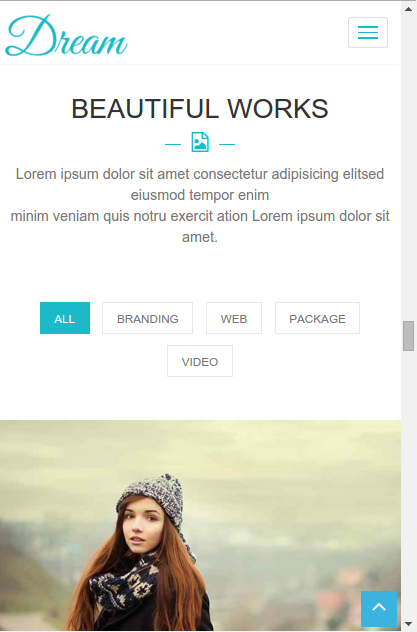 Dream
BEAUTIFUL WORKS
Lorem ipsum dolor sit amet consectetur adipisicing elitsed
eiusmod tempor enim
minim veniam quis notru exercit ation Lorem ipsum dolor sit
amet.
ALL BRANDING WEB PACKAGE
VIDEO